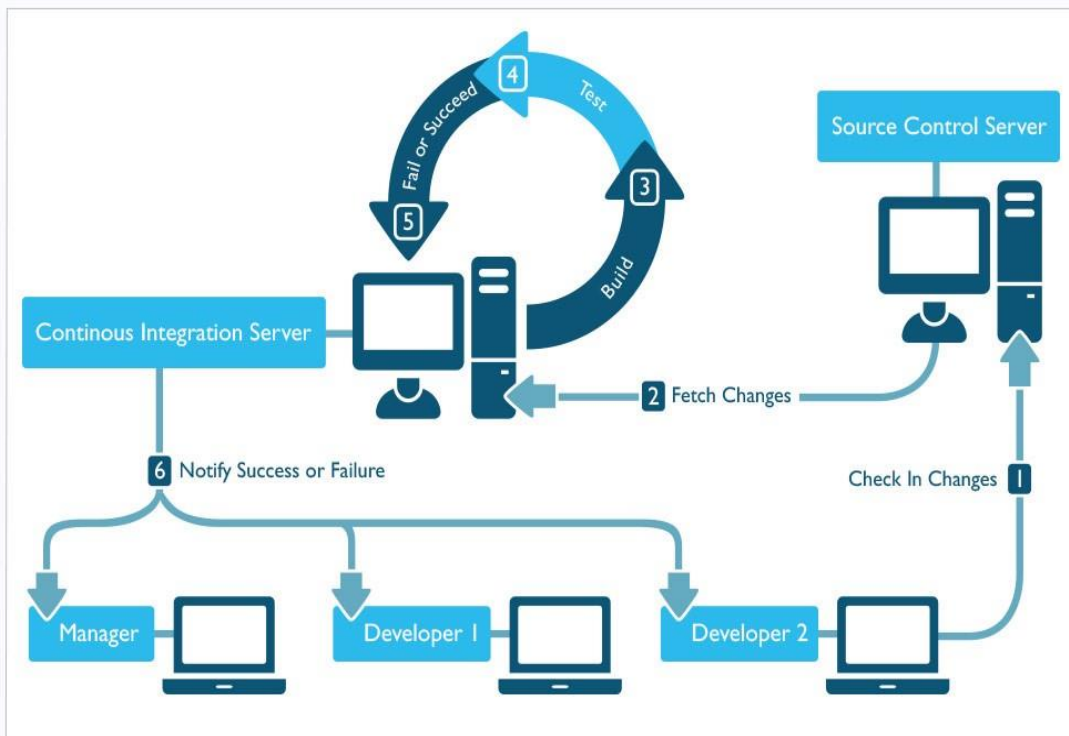 4
Test
Fail or Succeed
Source Control Server
3
5
Build
Continous Integration Server
2 Fetch Changes
6 Notify Success or Failure
Check In Changes 1
Manager
Developer 1
Developer 2